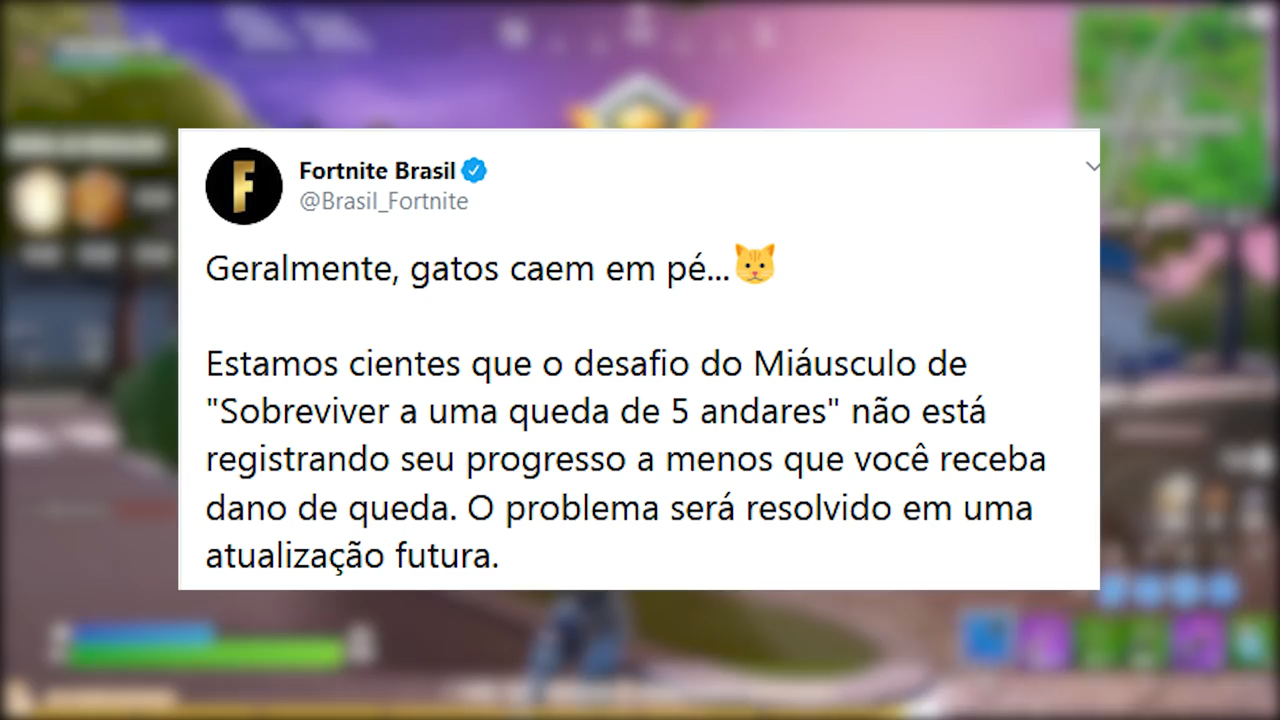 Fortnite Brasil
@Brasil_Fortnite
Geralmente, gatos caem em pé...🐱
Estamos cientes que o desafio do Miáusculo de
"Sobreviver a uma queda de 5 andares" não está
registrando seu progresso a menos que você receba
dano de queda. O problema será resolvido em uma
atualização futura.